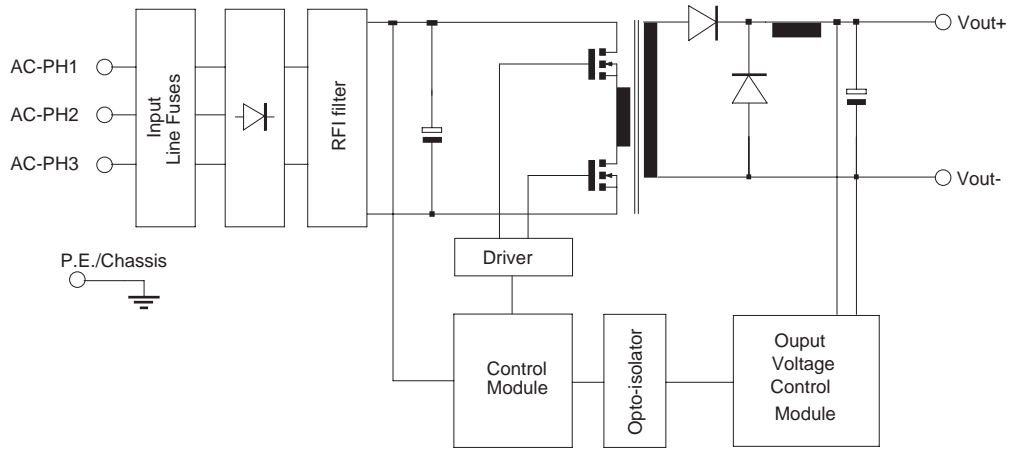 AC-PH1
AC-PH2
AC-PH3
Input
Line Fuses
RFI filter
Vout+
Vout-
P.E./Chassis
Driver
Control
Module
Opto-isolator
Ouput
Voltage
Control
Module